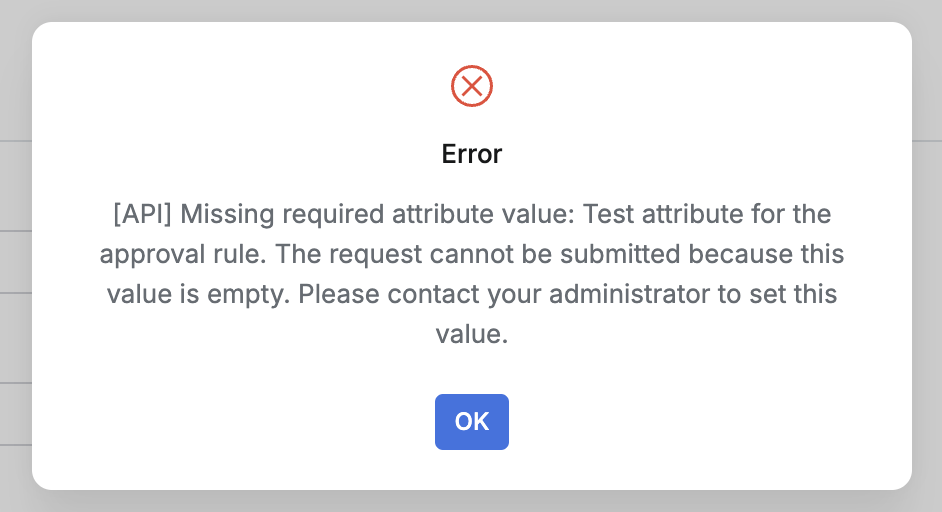 Error
[API] Missing required attribute value: Test attribute for the
approval rule. The request cannot be submitted because this
value is empty. Please contact your administrator to set this
value.
OK